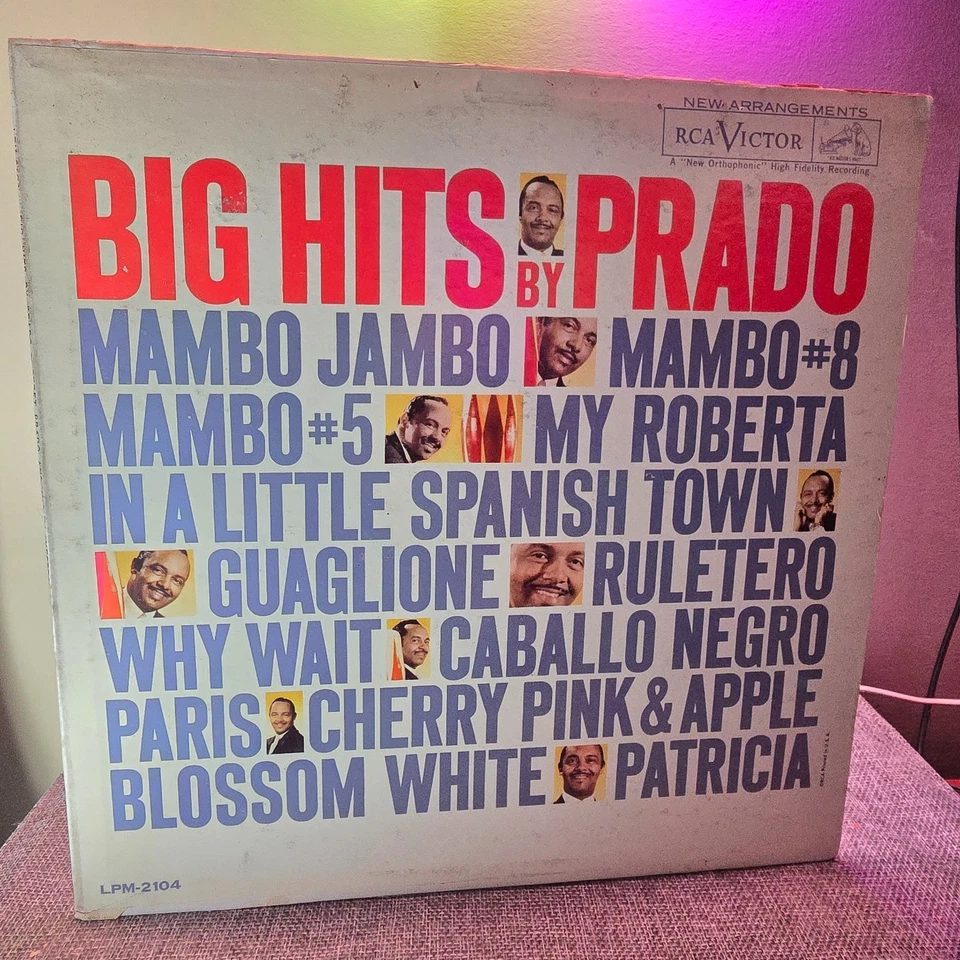 NEW ARRANGEMENTS
RCA VICTOR
A "New Orthophonic" High Fidelity Recording
BIG HITS BY PRADO
MAMBO JAMBO MAMBO #8
MAMBO #5 MY ROBERTA
IN A LITTLE SPANISH TOWN
GUAGLIONE RULETERO
WHY WAIT CABALLO NEGRO
PARIS CHERRY PINK & APPLE
BLOSSOM WHITE PATRICIA
LPM-2104